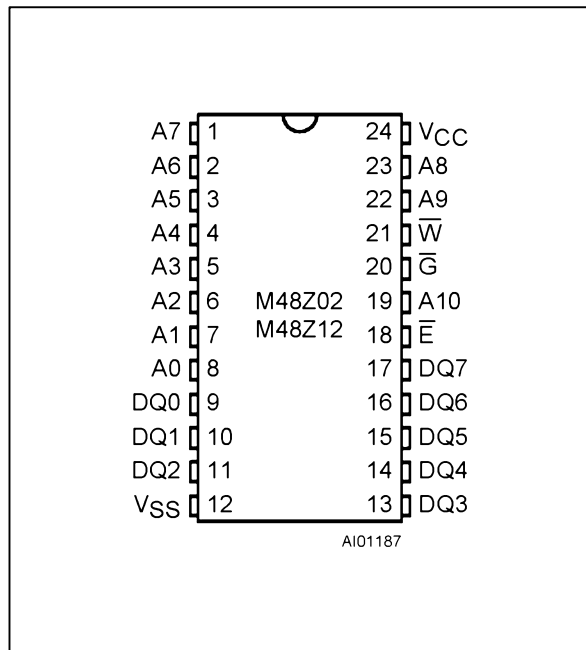 A7 1 24 VCC
A6 2 23 A8
A5 3 22 A9
A4 4 21 W̅
A3 5 20 G̅
A2 6 M48Z02 19 A10
A1 7 M48Z12 18 E̅
A0 8 17 DQ7
DQ0 9 16 DQ6
DQ1 10 15 DQ5
DQ2 11 14 DQ4
VSS 12 13 DQ3
AI01187